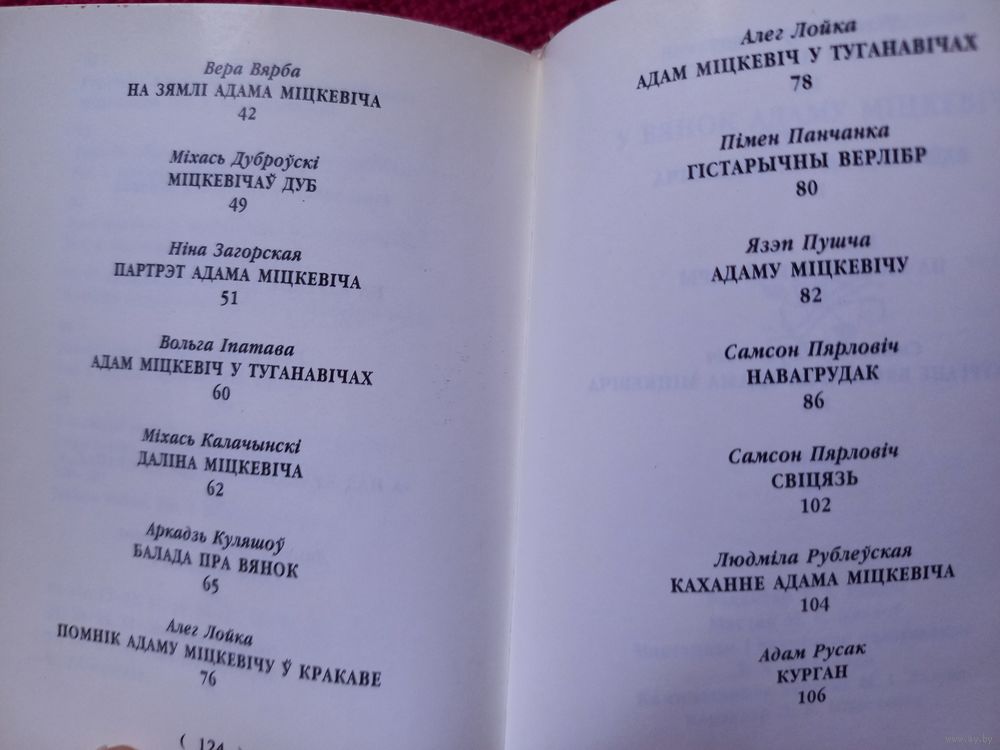 Вера Вярба
НА ЗЯМЛІ АДАМА МІЦКЕВІЧА
42
Міхась Дуброўскі
МІЦКЕВІЧАЎ ДУБ
49
Ніна Загорская
ПАРТРЭТ АДАМА МІЦКЕВІЧА
51
Вольга Іпатава
АДАМ МІЦКЕВІЧ У ТУГАНАВІЧАХ
60
Міхась Калачынскі
ДАЛІНА МІЦКЕВІЧА
62
Аркадзь Куляшоў
БАЛАДА ПРА ВЯНОК
65
Алег Лойка
ПОМНІК АДАМУ МІЦКЕВІЧУ Ў КРАКАВЕ
76
( 124
Алег Лойка
АДАМ МІЦКЕВІЧ У ТУГАНАВІЧАХ
78
Пімен Панчанка
ГІСТАРЫЧНЫ ВЕРЛІБР
80
Язэп Пушча
АДАМУ МІЦКЕВІЧУ
82
Самсон Пярловіч
НАВАГРУДАК
86
Самсон Пярловіч
СВІЦЯЗЬ
102
Людміла Рублеўская
КАХАННЕ АДАМА МІЦКЕВІЧА
104
Адам Русак
КУРГАН
106
www.ay.by